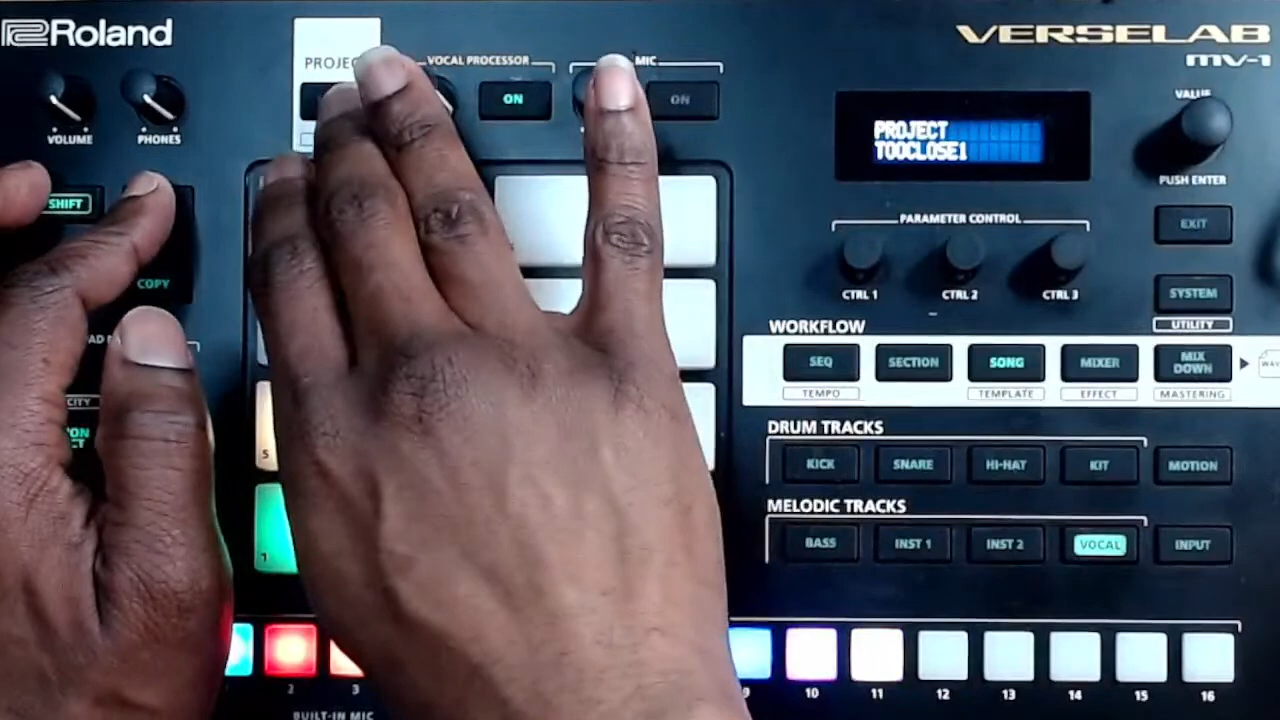 Roland
VERSELAB
MV-1
VOLUME
PHONES
VOCAL PROCESSOR
ON
MIC
ON
PROJECT
TOOCLOSE1
VALUE
PUSH ENTER
SHIFT
COPY
PARAMETER CONTROL
CTRL 1
CTRL 2
CTRL 3
EXIT
SYSTEM
UTILITY
WORKFLOW
SEQ
SECTION
SONG
MIXER
MIX
DOWN
TEMPO
TEMPLATE
EFFECT
MASTERING
DRUM TRACKS
KICK
SNARE
HI-HAT
KIT
MOTION
MELODIC TRACKS
BASS
INST 1
INST 2
VOCAL
INPUT
5
1
2
3
9
10
11
12
13
14
15
16
BUILT-IN MIC